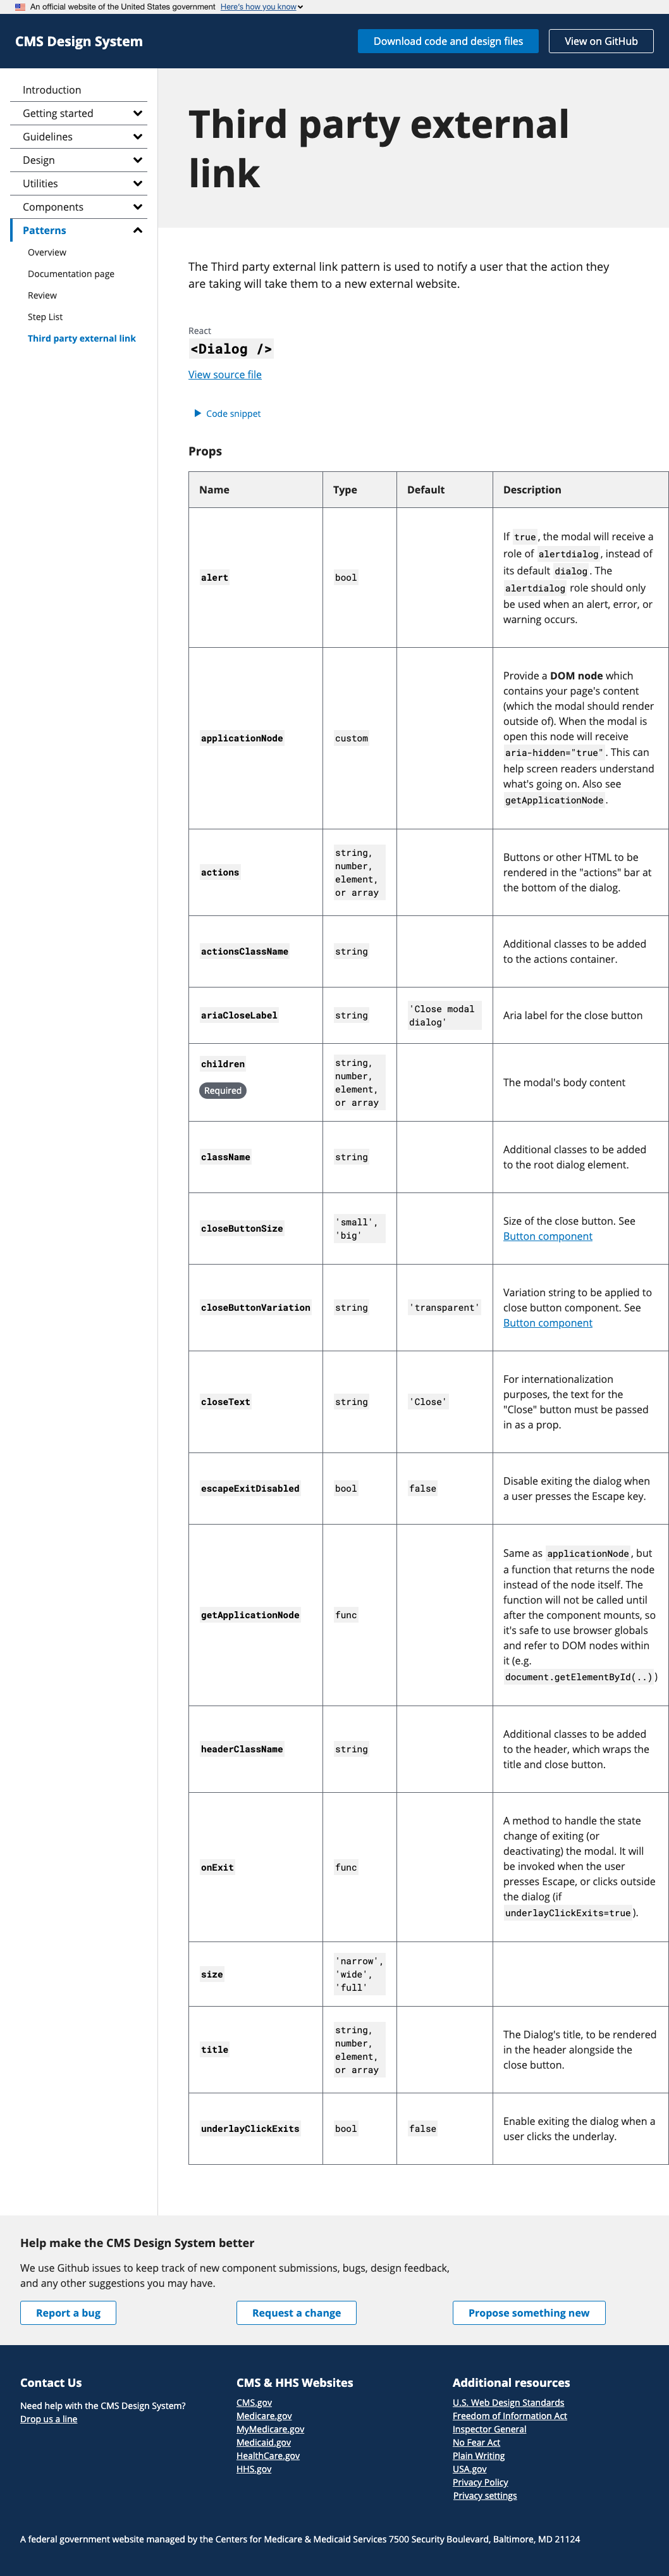 An official website of the United States government Here's how you know
CMS Design System
Download code and design files
View on GitHub
Introduction
Getting started
Guidelines
Design
Utilities
Components
Patterns
Overview
Documentation page
Review
Step List
Third party external link
Third party external
link
The Third party external link pattern is used to notify a user that the action they
are taking will take them to a new external website.
React
<Dialog />
View source file
Code snippet
Props
Name Type Default Description
alert
bool
If true, the modal will receive a
role of alertdialog, instead of
its default dialog. The
alertdialog role should only
be used when an alert, error, or
warning occurs.
applicationNode
custom
Provide a DOM node which
contains your page's content
(which the modal should render
outside of). When the modal is
open this node will receive
aria-hidden="true". This can
help screen readers understand
what's going on. Also see
getApplicationNode.
actions
string,
number,
element,
or array
Buttons or other HTML to be
rendered in the "actions" bar at
the bottom of the dialog.
actionsClassName
string
Additional classes to be added
to the actions container.
ariaCloseLabel
string
'Close modal
dialog'
Aria label for the close button
children
Required
string,
number,
element,
or array
The modal's body content
className
string
Additional classes to be added
to the root dialog element.
closeButtonSize
'small',
'big'
Size of the close button. See
Button component
closeButtonVariation
string
'transparent'
Variation string to be applied to
close button component. See
Button component
closeText
string
'Close'
For internationalization
purposes, the text for the
"Close" button must be passed
in as a prop.
escapeExitDisabled
bool
false
Disable exiting the dialog when
a user presses the Escape key.
getApplicationNode
func
Same as applicationNode, but
a function that returns the node
instead of the node itself. The
function will not be called until
after the component mounts, so
it's safe to use browser globals
and refer to DOM nodes within
it (e.g.
document.getElementById(..))
headerClassName
string
Additional classes to be added
to the header, which wraps the
title and close button.
onExit
func
A method to handle the state
change of exiting (or
deactivating) the modal. It will
be invoked when the user
presses Escape, or clicks outside
the dialog (if
underlayClickExits=true).
size
'narrow',
'wide',
'full'
title
string,
number,
element,
or array
The Dialog's title, to be rendered
in the header alongside the
close button.
underlayClickExits
bool
false
Enable exiting the dialog when a
user clicks the underlay.
Help make the CMS Design System better
We use Github issues to keep track of new component submissions, bugs, design feedback,
and any other suggestions you may have.
Report a bug
Request a change
Propose something new
Contact Us
Need help with the CMS Design System?
Drop us a line
CMS & HHS Websites
CMS.gov
Medicare.gov
MyMedicare.gov
Medicaid.gov
HealthCare.gov
HHS.gov
Additional resources
U.S. Web Design Standards
Freedom of Information Act
Inspector General
No Fear Act
Plain Writing
USA.gov
Privacy Policy
Privacy settings
A federal government website managed by the Centers for Medicare & Medicaid Services 7500 Security Boulevard, Baltimore, MD 21124